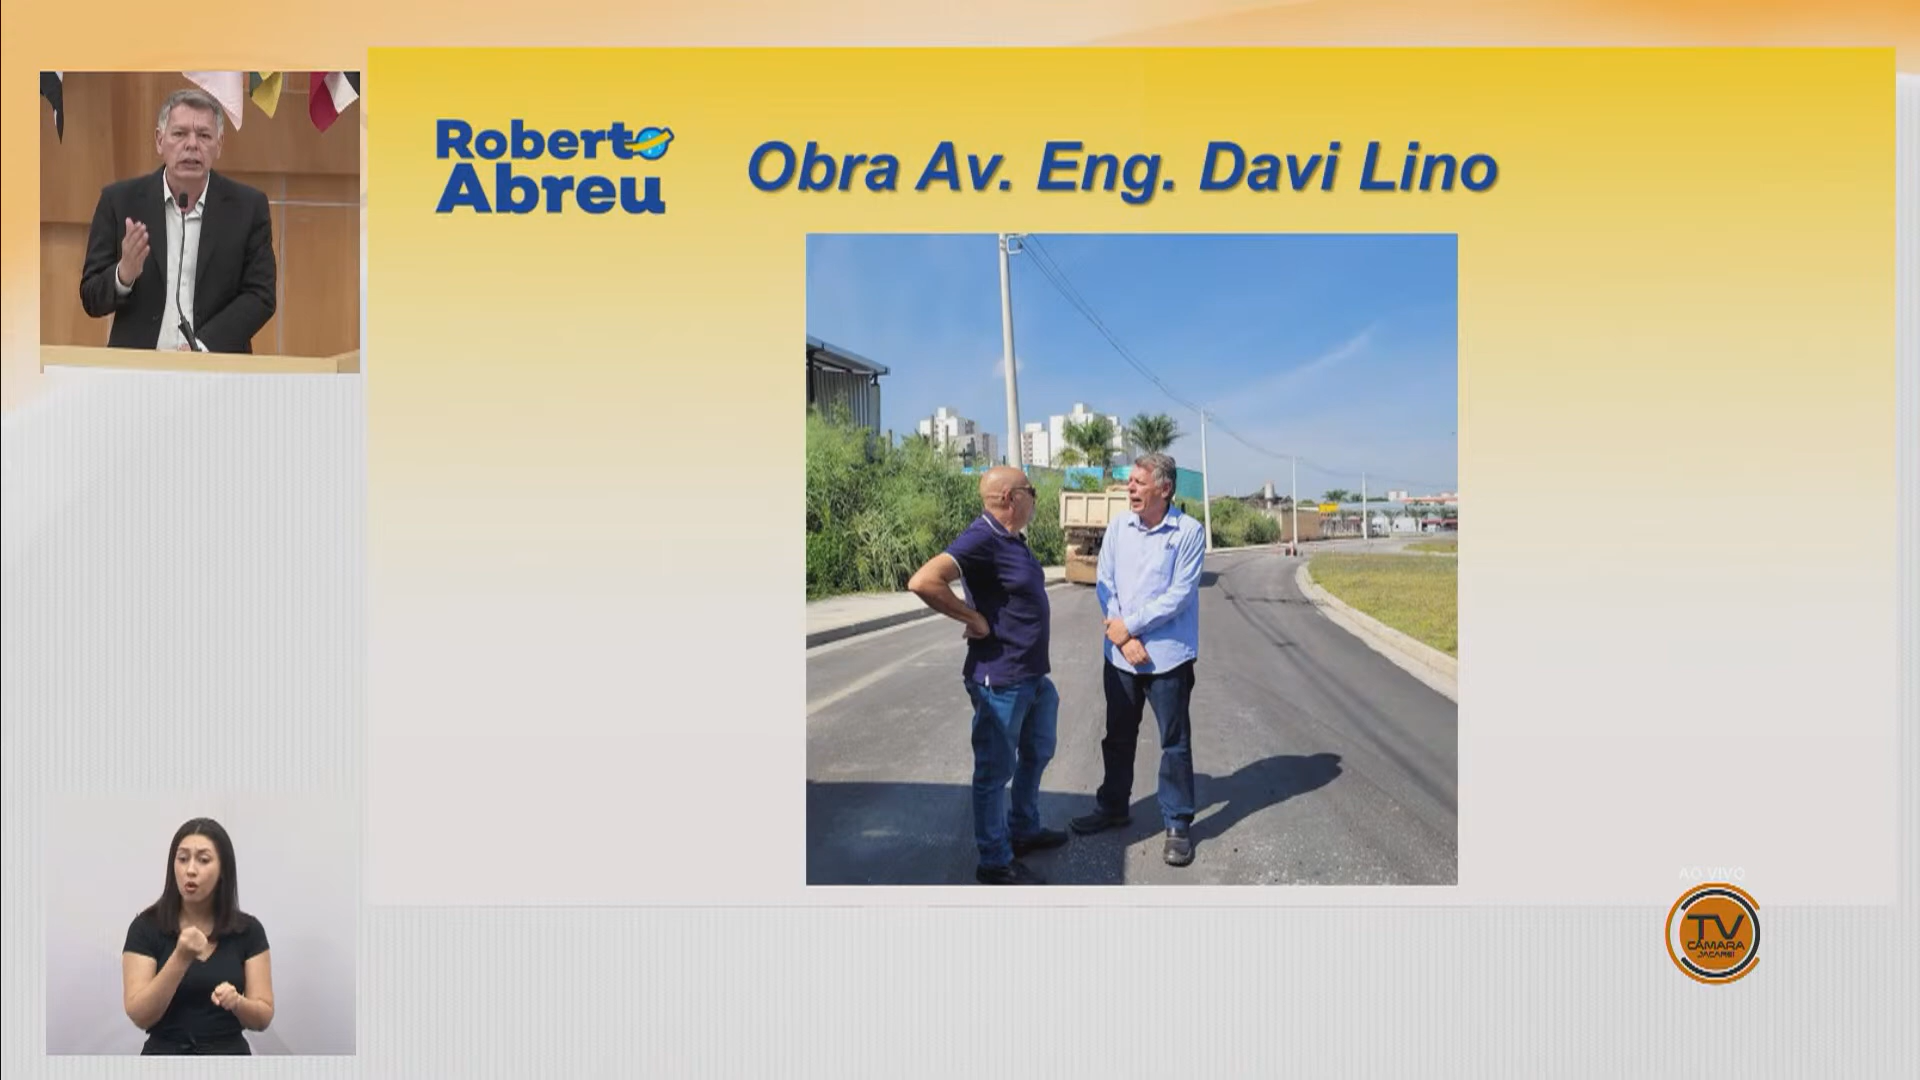 Roberto
Abreu
Obra Av. Eng. Davi Lino
AO VIVO
TV
CÂMARA
JACAREÍ